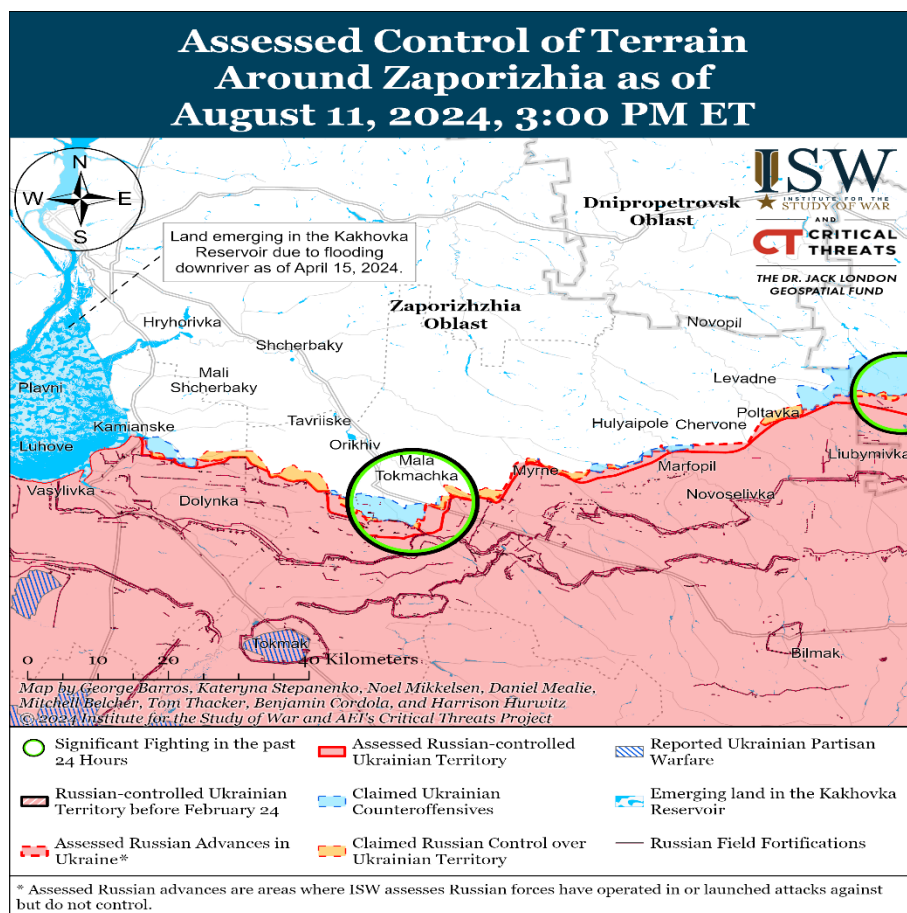 Assessed Control of Terrain
Around Zaporizhia as of
August 11, 2024, 3:00 PM ET
N
W E
S
ISW
INSTITUTE FOR THE
STUDY OF WAR
AND
CT CRITICAL
THREATS
THE DR. JACK LONDON
GEOSPATIAL FUND
Dnipropetrovsk
Oblast
Land emerging in the Kakhovka
Reservoir due to flooding
downriver as of April 15, 2024.
Zaporizhzhia
Oblast
Hryhorivka
Novopil
Shcherbaky
Mali
Shcherbaky
Levadne
Plavni
Poltavka
Tavriiske
Hulyaipole
Chervone
Kamianske
Orikhiv
Luhove
Mala
Tokmachka
Myrne
Marfopil
Liubymivka
Vasylivka
Dolynka
Novoselivka
Tokmak
Bilmak
0 10 20 40 Kilometers
Map by George Barros, Kateryna Stepanenko, Noel Mikkelsen, Daniel Mealie,
Mitchell Belcher, Tom Thacker, Benjamin Cordola, and Harrison Hurwitz
© 2024 Institute for the Study of War and AEI's Critical Threats Project
Significant Fighting in the past
24 Hours
Assessed Russian-controlled
Ukrainian Territory
Reported Ukrainian Partisan
Warfare
Russian-controlled Ukrainian
Territory before February 24
Claimed Ukrainian
Counteroffensives
Emerging land in the Kakhovka
Reservoir
Assessed Russian Advances in
Ukraine*
Claimed Russian Control over
Ukrainian Territory
Russian Field Fortifications
* Assessed Russian advances are areas where ISW assesses Russian forces have operated in or launched attacks against
but do not control.